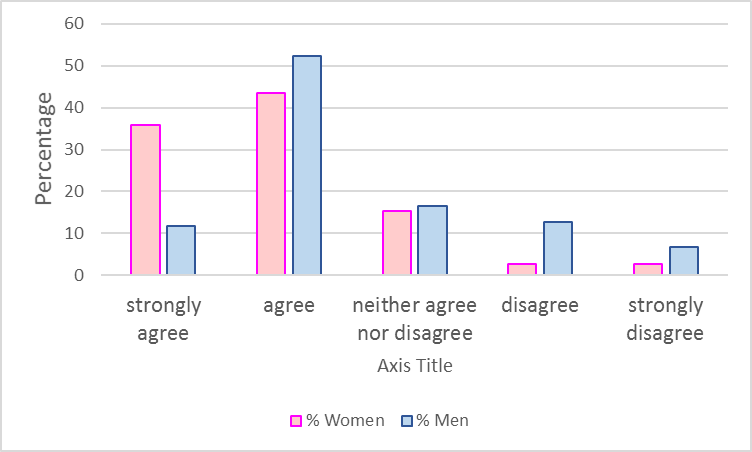 60
50
40
30
20
10
0
Percentage
strongly agree
agree
neither agree nor disagree
disagree
strongly disagree
Axis Title
% Women
% Men